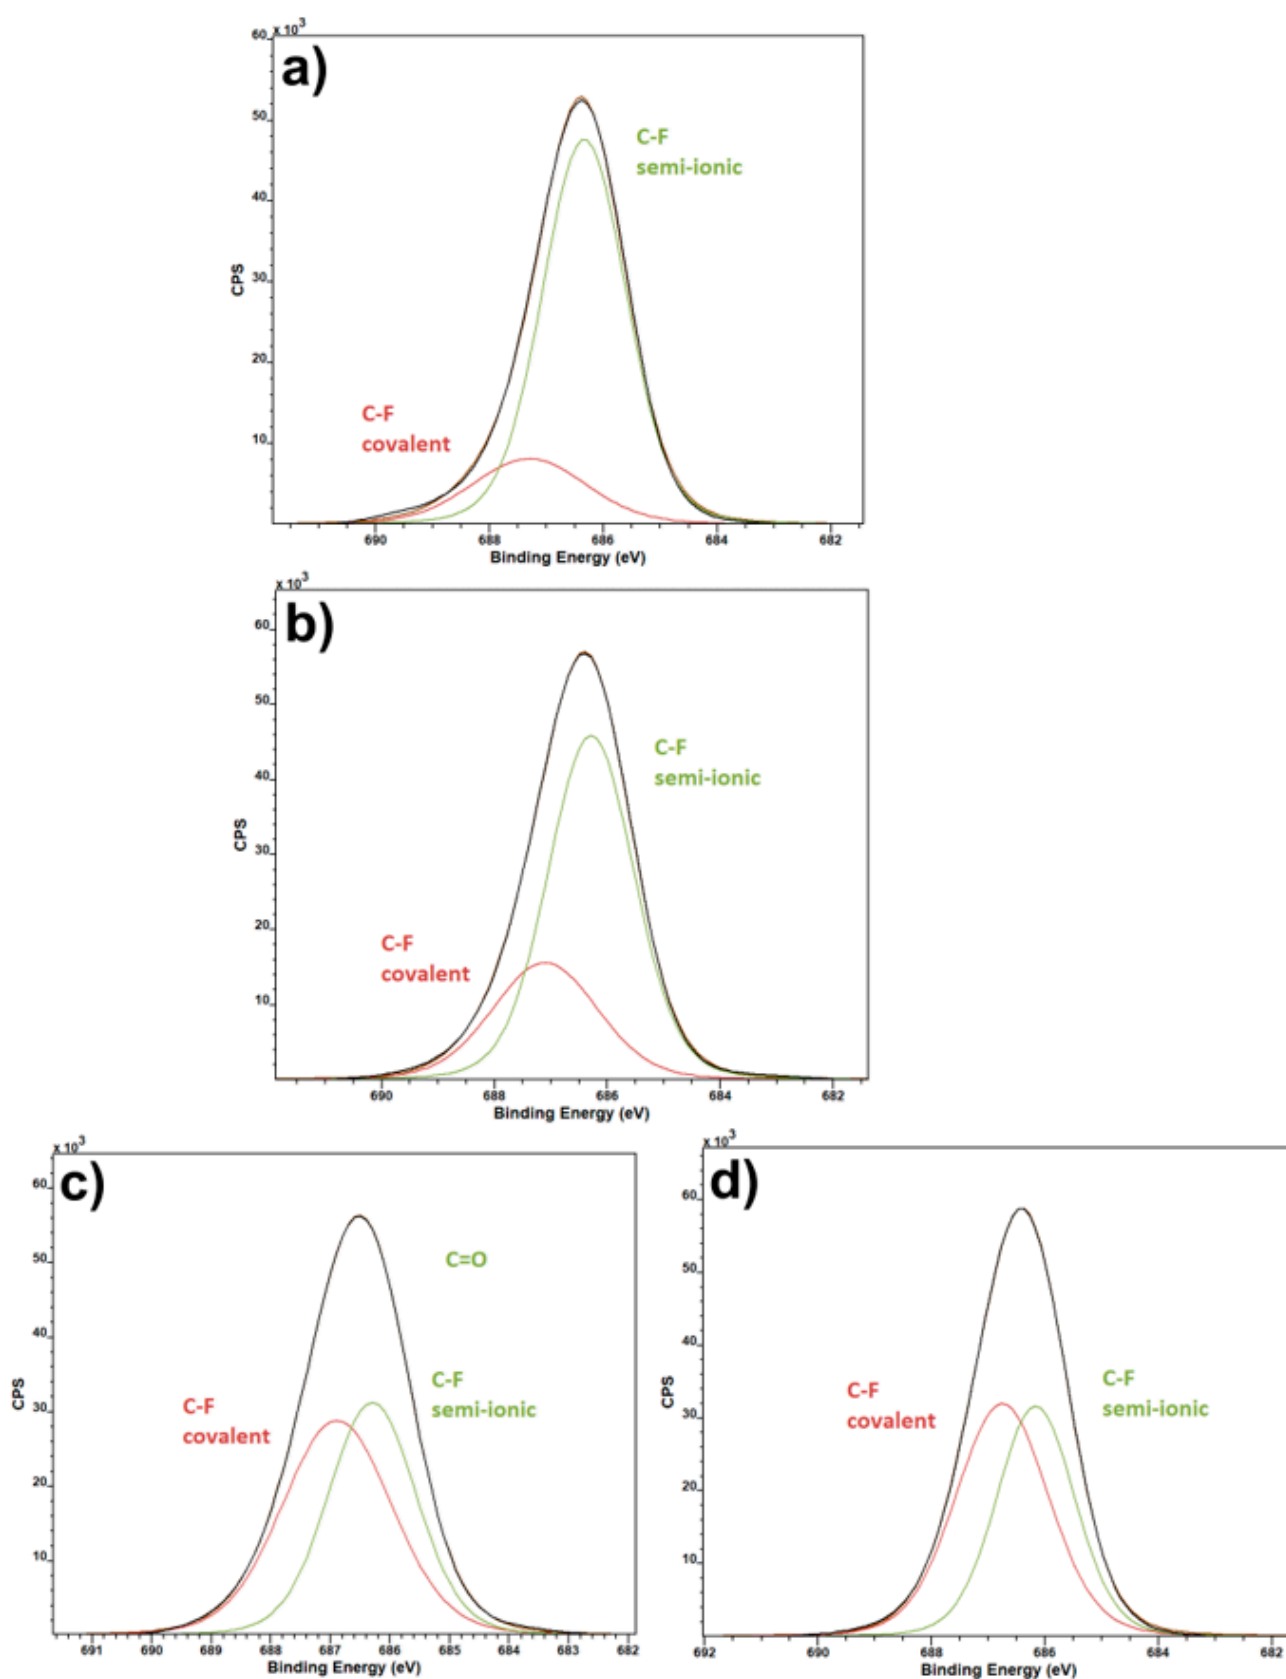 x 10³
60
a)
50
C-F
semi-ionic
40
CPS
30
20
C-F
covalent
10
690 688 686 684 682
Binding Energy (eV)
x 10³
b)
60
50
C-F
semi-ionic
40
CPS
30
20
C-F
covalent
10
690 688 686 684 682
Binding Energy (eV)
x 10³
c)
60
50
C=O
40
CPS
C-F
semi-ionic
C-F
covalent
30
20
10
691 690 689 688 687 686 685 684 683 682
Binding Energy (eV)
x 10³
d)
60
50
40
CPS
C-F
semi-ionic
C-F
covalent
30
20
10
692 690 688 686 684 682
Binding Energy (eV)